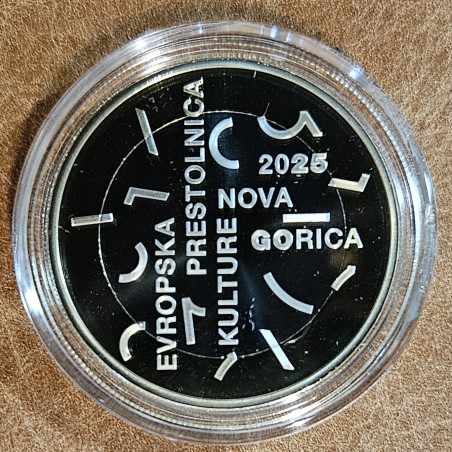 EVROPSKA
PRESTOLNICA
KULTURE
2025
NOVA
GORICA